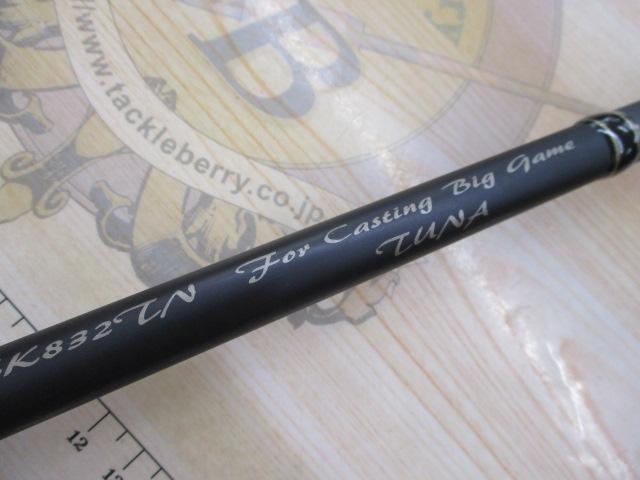 K832TN For Casting Big Game
TUNA
www.tackleberry.co.jp
B
12